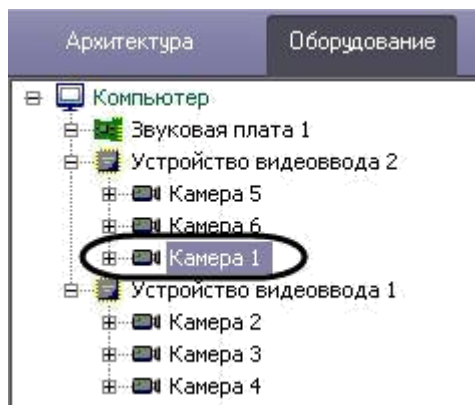 Архитектура Оборудование
Компьютер
Звуковая плата 1
Устройство видеоввода 2
Камера 5
Камера 6
Камера 1
Устройство видеоввода 1
Камера 2
Камера 3
Камера 4